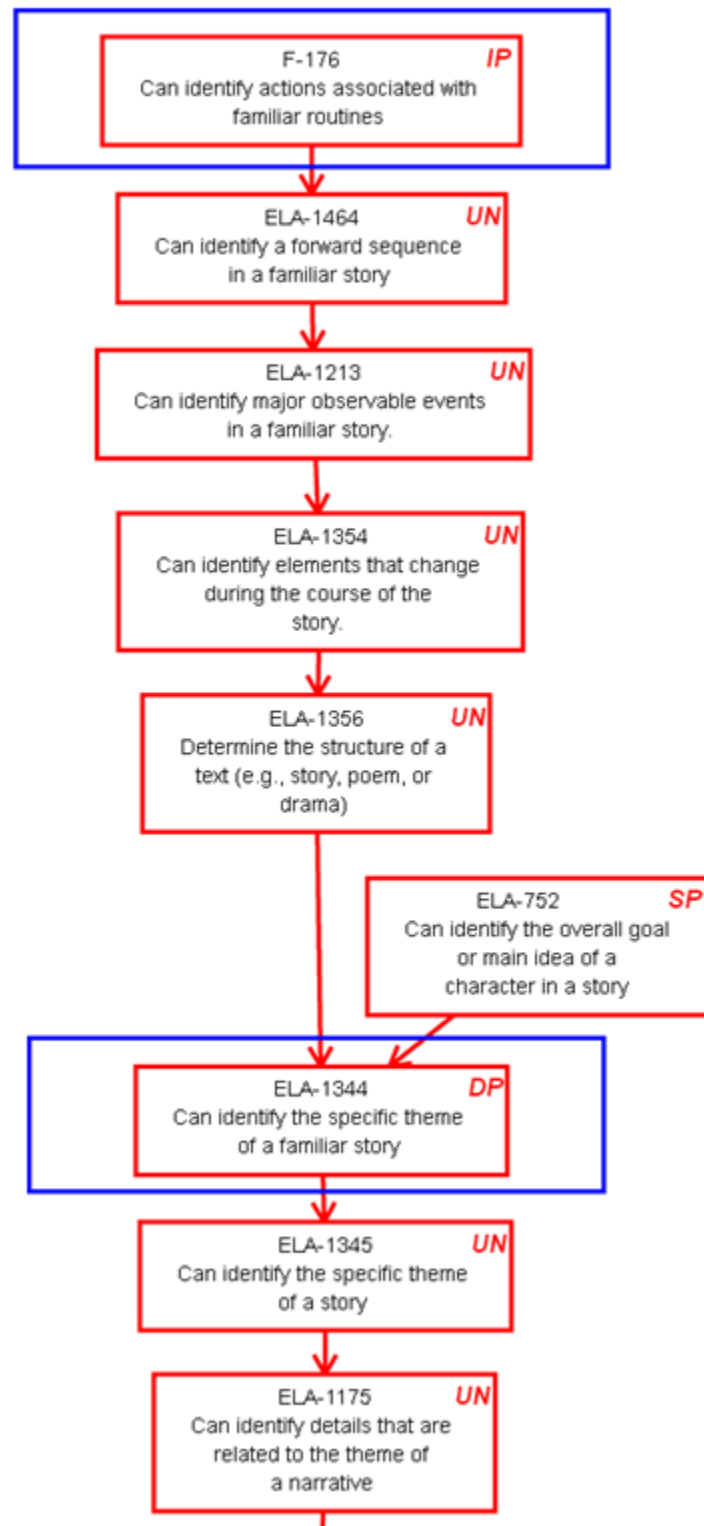 F-176 IP
Can identify actions associated with
familiar routines
ELA-1464 UN
Can identify a forward sequence
in a familiar story
ELA-1213 UN
Can identify major observable events
in a familiar story.
ELA-1354 UN
Can identify elements that change
during the course of the
story.
ELA-1356 UN
Determine the structure of a
text (e.g., story, poem, or
drama)
ELA-752 SP
Can identify the overall goal
or main idea of a
character in a story
ELA-1344 DP
Can identify the specific theme
of a familiar story
ELA-1345 UN
Can identify the specific theme
of a story
ELA-1175 UN
Can identify details that are
related to the theme of
a narrative